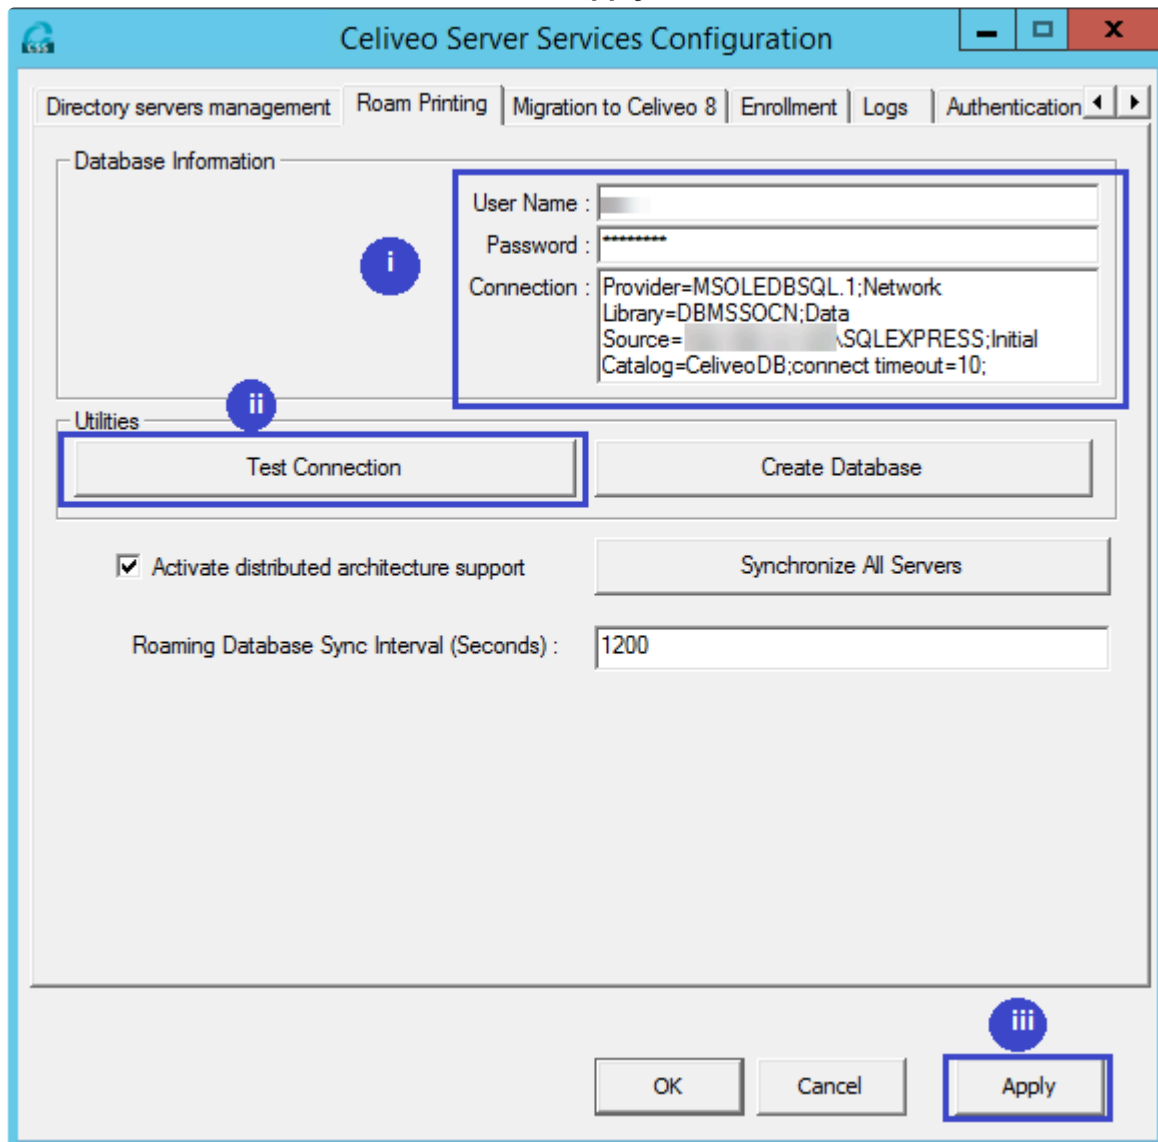 Apply
CSS
Celiveo Server Services Configuration
X
Directory servers management
Roam Printing
Migration to Celiveo 8
Enrollment
Logs
Authentication
Database Information
User Name :
Password :
********
i
Connection :
Provider=MSOLEDBSQL.1;Network
Library=DBMSSOCN;Data
Source= \SQLEXPRESS;Initial
Catalog=CeliveoDB;connect timeout=10;
ii
Utilities
Test Connection
Create Database
Activate distributed architecture support
Synchronize All Servers
Roaming Database Sync Interval (Seconds) :
1200
iii
OK
Cancel
Apply